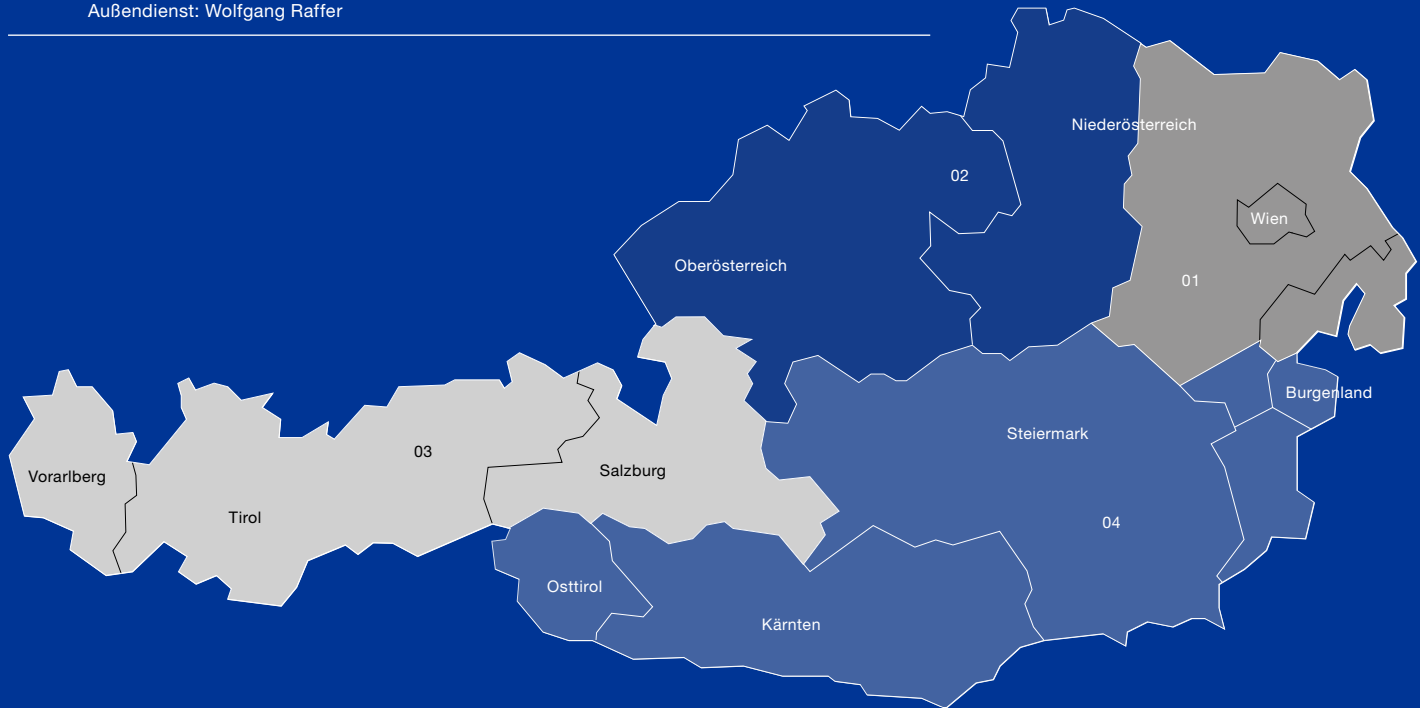 Außendienst: Wolfgang Raffer
Niederösterreich
02
Wien
Oberösterreich
01
Burgenland
Steiermark
03
Salzburg
Vorarlberg
Tirol
04
Osttirol
Kärnten